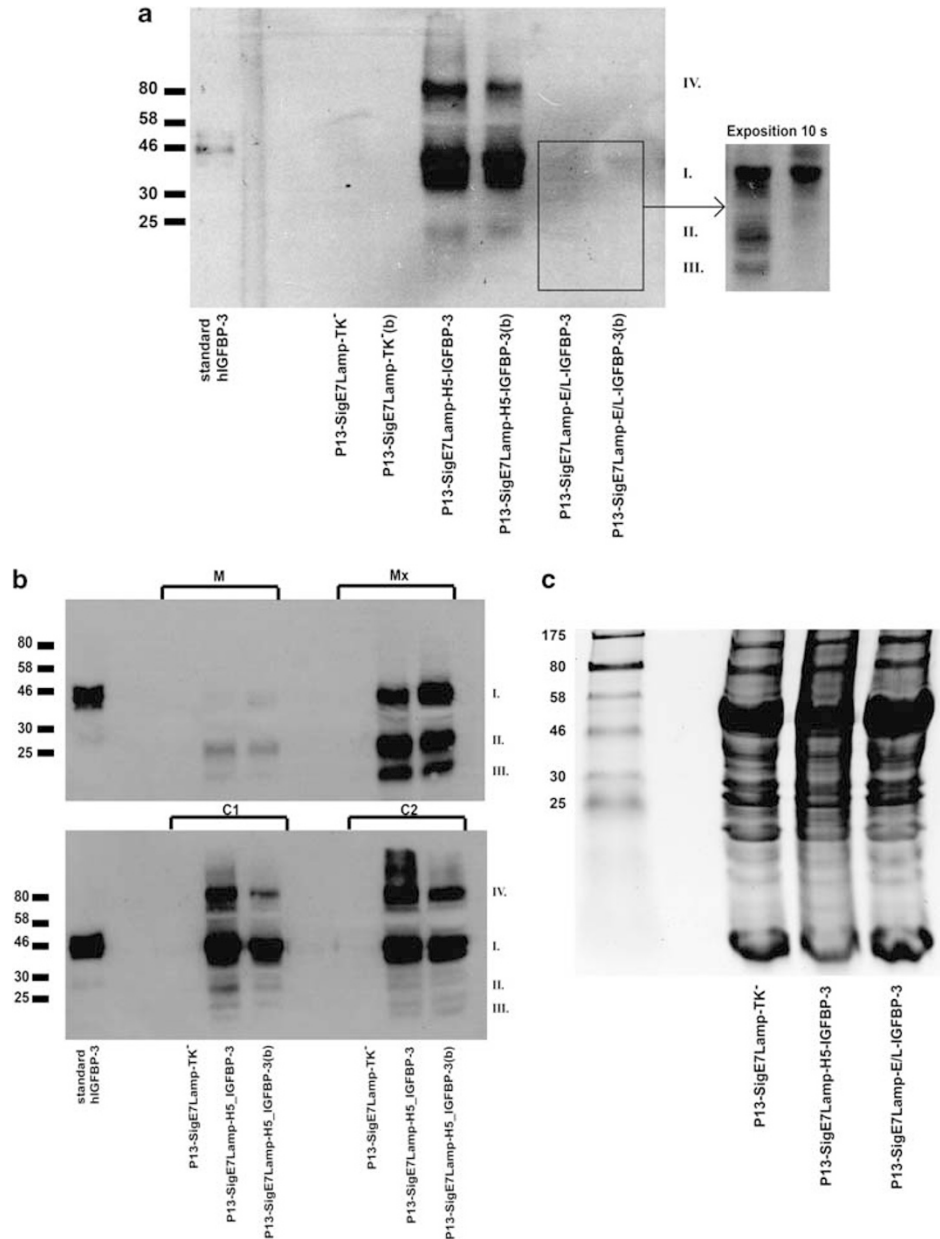 a
80
58
46
30
25
IV.
I.
II.
III.
Exposition 10 s
standard
hIGFBP-3
P13-SigE7Lamp-TK-
P13-SigE7Lamp-TK-(b)
P13-SigE7Lamp-H5-IGFBP-3
P13-SigE7Lamp-H5-IGFBP-3(b)
P13-SigE7Lamp-E/L-IGFBP-3
P13-SigE7Lamp-E/L-IGFBP-3(b)
b
M
Mx
80
58
46
30
25
I.
II.
III.
C1
C2
80
58
46
30
25
IV.
I.
II.
III.
standard
hIGFBP-3
P13-SigE7Lamp-TK-
P13-SigE7Lamp-H5_IGFBP-3
P13-SigE7Lamp-H5_IGFBP-3(b)
P13-SigE7Lamp-TK-
P13-SigE7Lamp-H5_IGFBP-3
P13-SigE7Lamp-H5_IGFBP-3(b)
c
175
80
58
46
30
25
P13-SigE7Lamp-TK-
P13-SigE7Lamp-H5-IGFBP-3
P13-SigE7Lamp-E/L-IGFBP-3